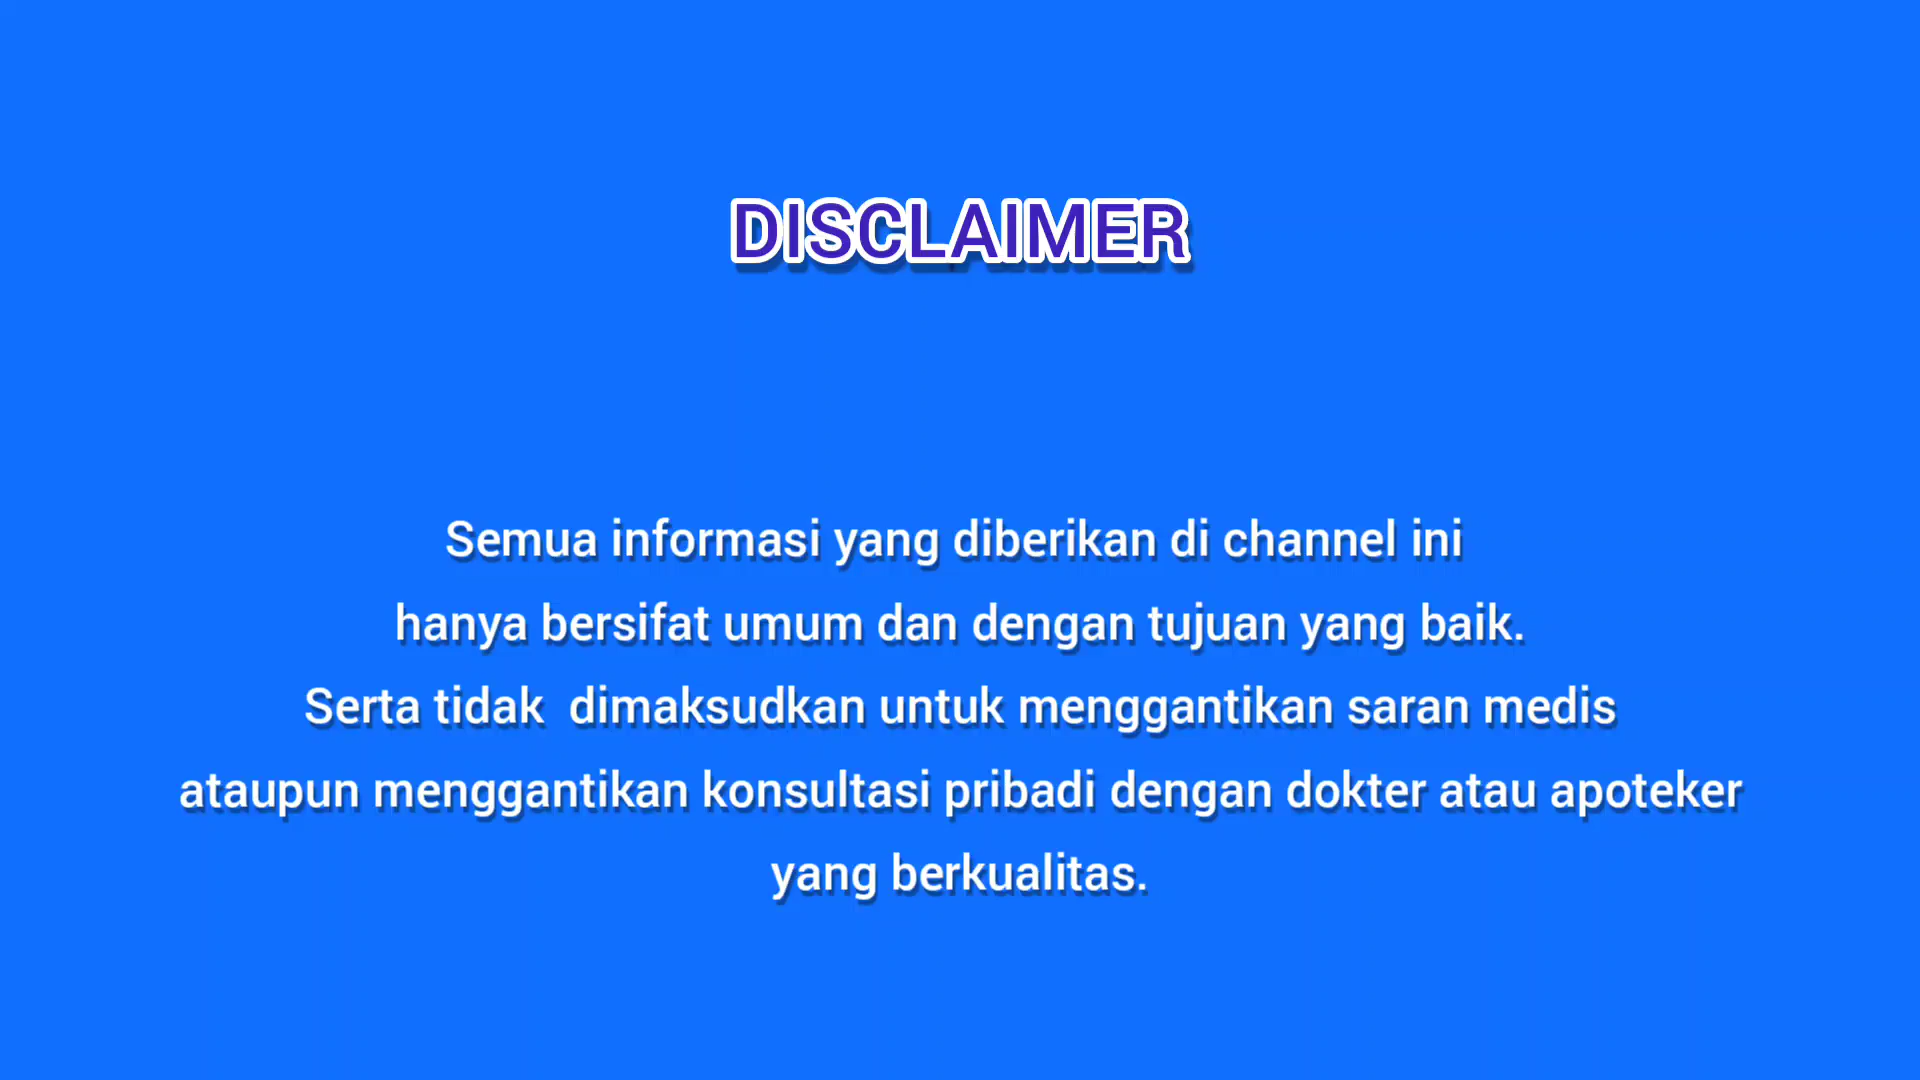 DISCLAIMER
Semua informasi yang diberikan di channel ini
hanya bersifat umum dan dengan tujuan yang baik.
Serta tidak  dimaksudkan untuk menggantikan saran medis
ataupun menggantikan konsultasi pribadi dengan dokter atau apoteker
yang berkualitas.